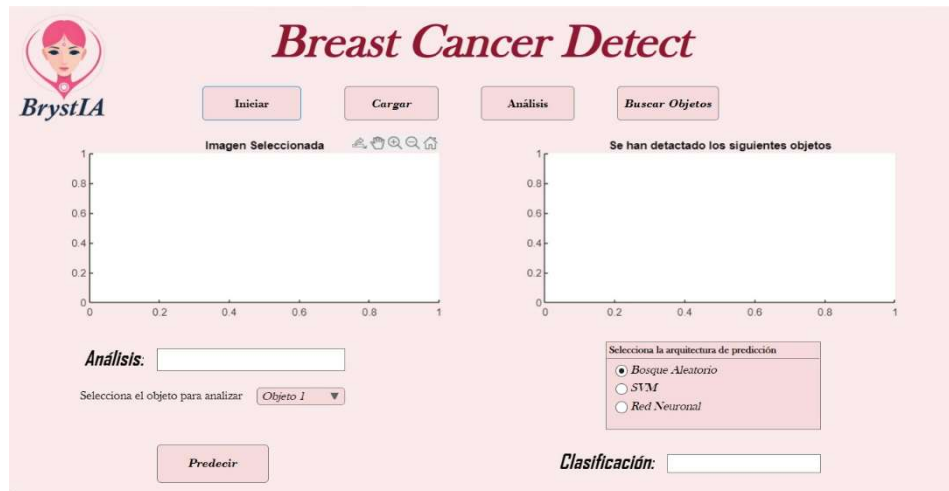 Breast Cancer Detect
BrystIA
Iniciar
Cargar
Análisis
Buscar Objetos
Imagen Seleccionada
1
0.8
0.6
0.4
0.2
0
0
0.2
0.4
0.6
0.8
1
Se han detactado los siguientes objetos
1
0.8
0.6
0.4
0.2
0
0
0.2
0.4
0.6
0.8
1
Análisis:
Selecciona el objeto para analizar
Objeto 1
Selecciona la arquitectura de predicción
Bosque Aleatorio
SVM
Red Neuronal
Predecir
Clasificación: